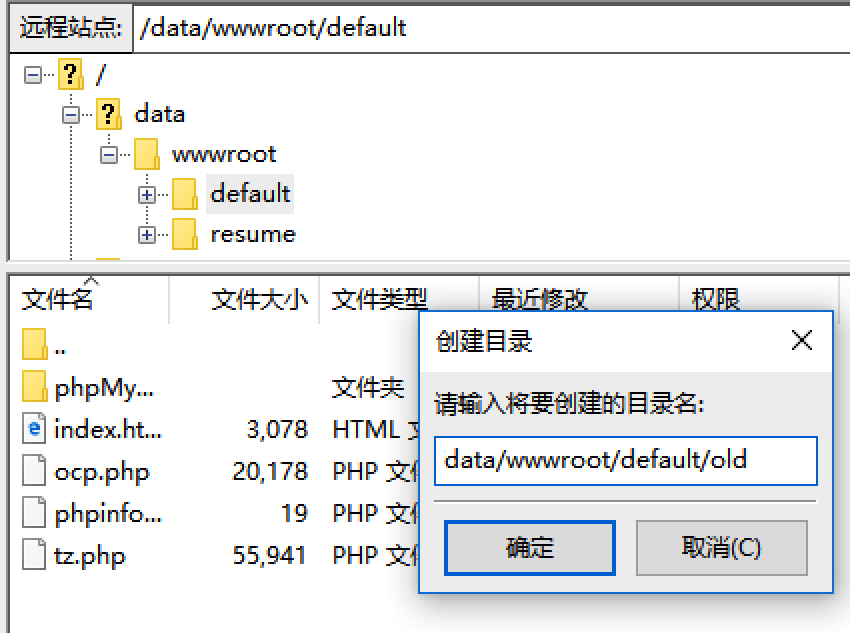 远程站点: /data/wwwroot/default
/
data
wwwroot
default
resume
文件名 文件大小 文件类型 最近修改 权限
..
phpMy... 文件夹
index.ht... 3,078 HTML
ocp.php 20,178 PHP 文
phpinfo... 19 PHP 文
tz.php 55,941 PHP 文
创建目录
请输入将要创建的目录名:
data/wwwroot/default/old
确定 取消(C)